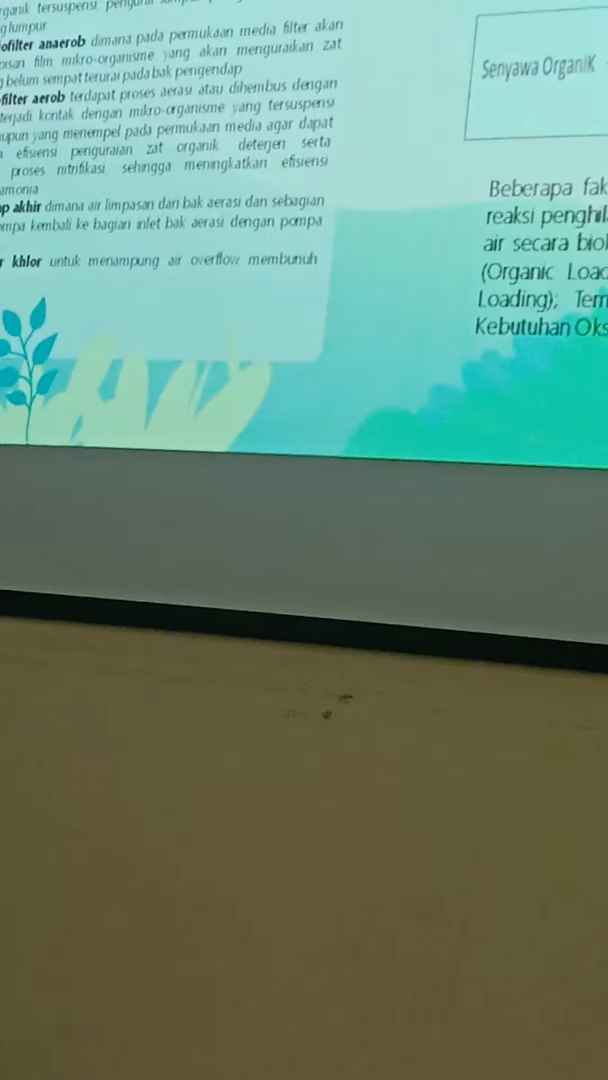 rganik tersuspensi pengurai
g lumpur
ofilter anaerob dimana pada permukaan media filter akan
pisan film mikro-organisme yang akan menguraikan zat
g belum sempat terurai pada bak pengendap
filter aerob terdapat proses aerasi atau dihembus dengan
terjadi kontak dengan mikro-organisme yang tersuspensi
upun yang menempel pada permukaan media agar dapat
efisiensi penguraian zat organik deterjen serta
proses nitrifikasi sehingga meningkatkan efisiensi
amonia
ap akhir dimana air limpasan dari bak aerasi dan sebagian
ompa kembali ke bagian inlet bak aerasi dengan pompa
r khlor untuk menampung air overflow membunuh
Senyawa OrganiK
Beberapa fak
reaksi penghil
air secara biol
(Organic Load
Loading); Tem
Kebutuhan Oks